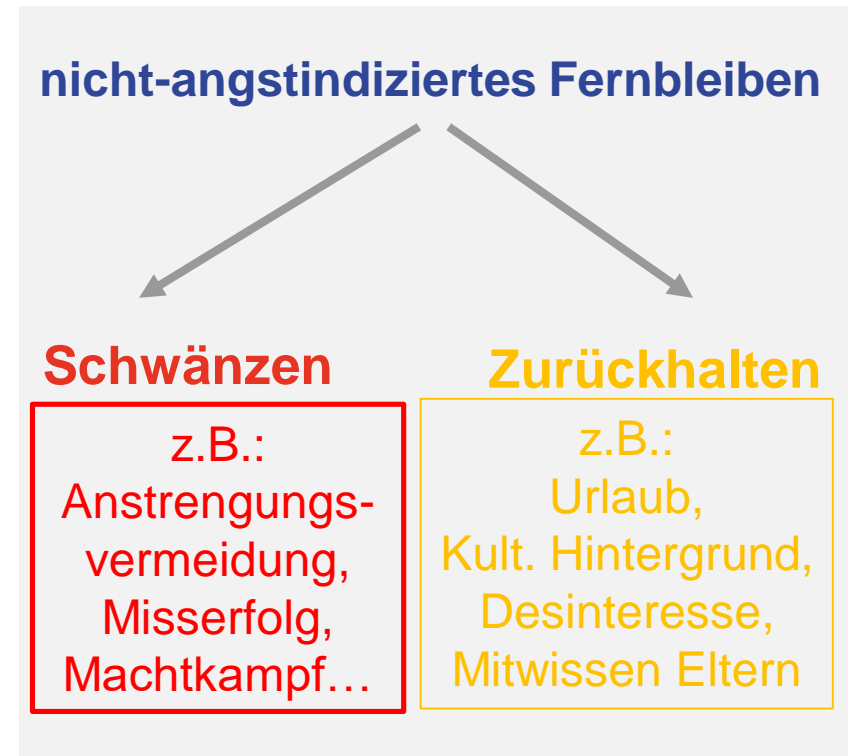 nicht-angstindiziertes Fernbleiben
Schwänzen
z.B.:
Anstrengungs-
vermeidung,
Misserfolg,
Machtkampf…
Zurückhalten
z.B.:
Urlaub,
Kult. Hintergrund,
Desinteresse,
Mitwissen Eltern